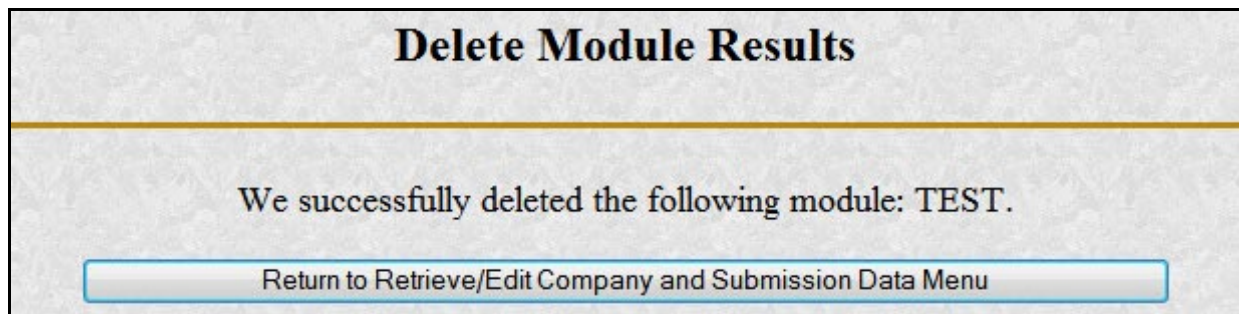 Delete Module Results
We successfully deleted the following module: TEST.
Return to Retrieve/Edit Company and Submission Data Menu